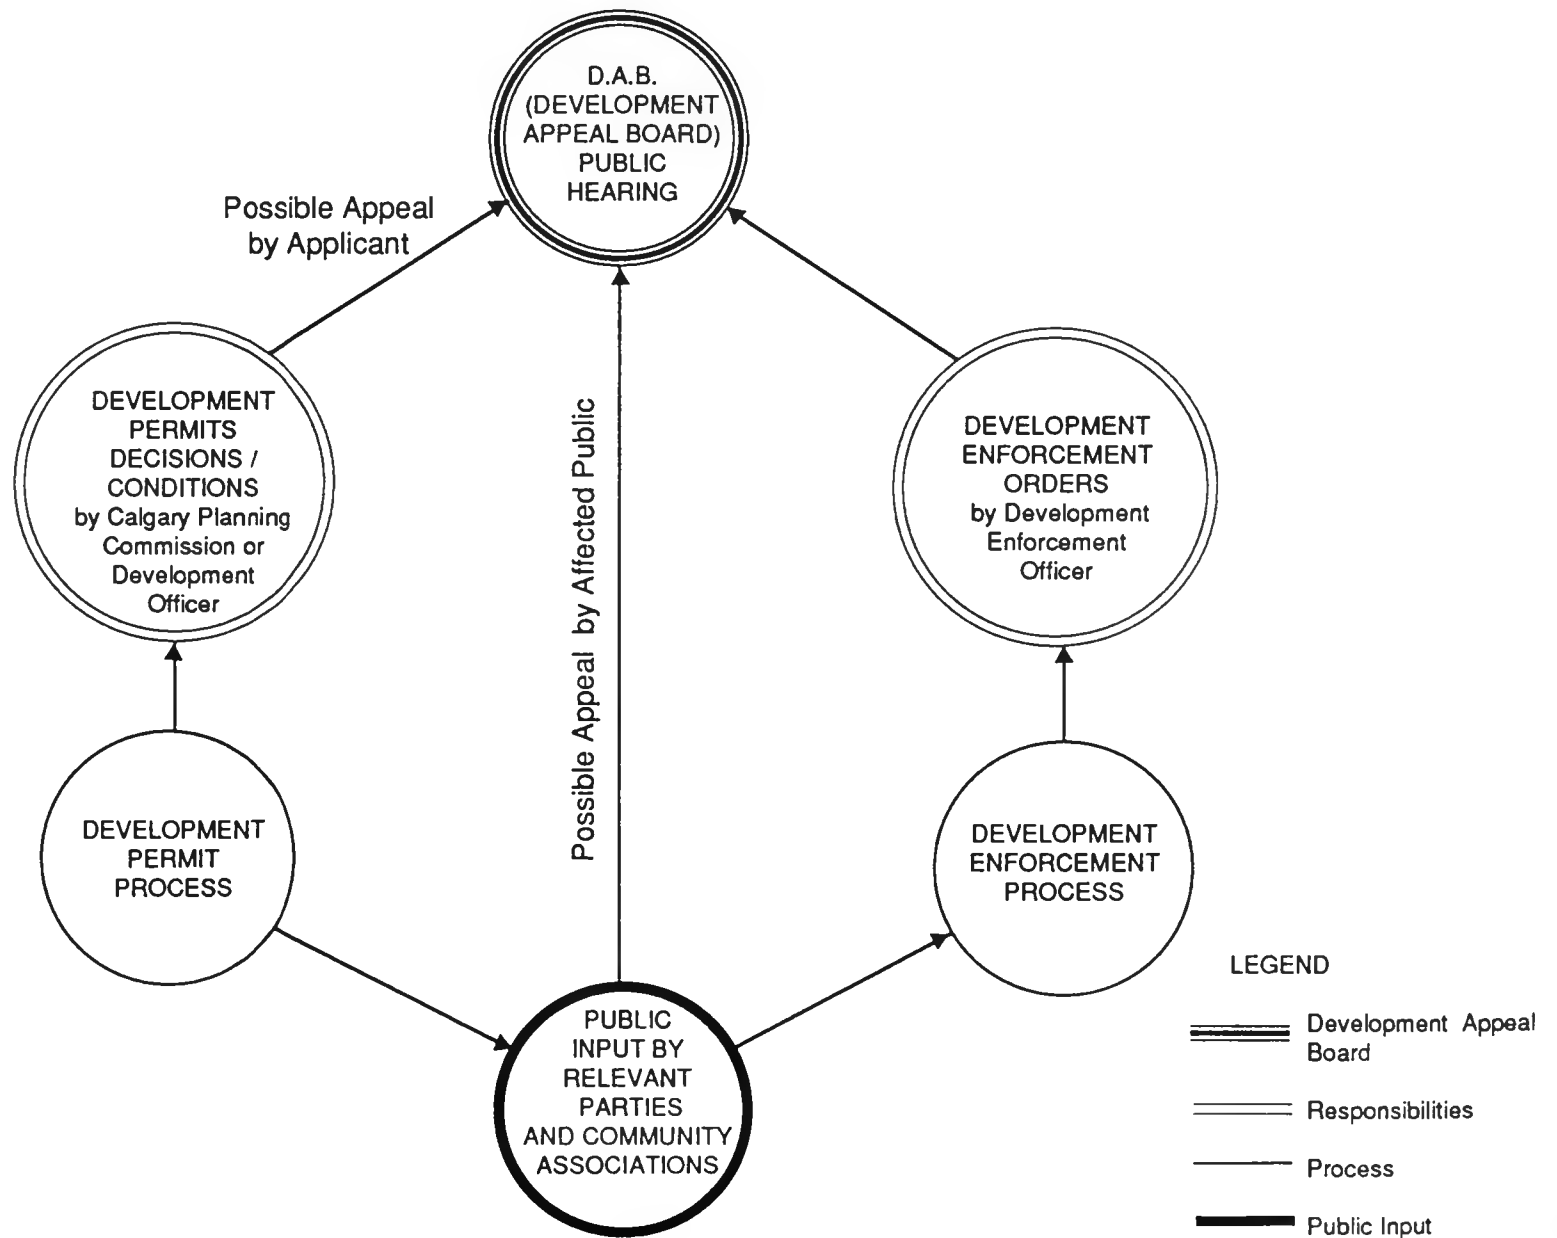 D.A.B.
(DEVELOPMENT
APPEAL BOARD)
PUBLIC
HEARING
Possible Appeal
by Applicant
DEVELOPMENT
PERMITS
DECISIONS /
CONDITIONS
by Calgary Planning
Commission or
Development
Officer
Possible Appeal by Affected Public
DEVELOPMENT
ENFORCEMENT
ORDERS
by Development
Enforcement
Officer
DEVELOPMENT
PERMIT
PROCESS
DEVELOPMENT
ENFORCEMENT
PROCESS
PUBLIC
INPUT BY
RELEVANT
PARTIES
AND COMMUNITY
ASSOCIATIONS
LEGEND
Development Appeal
Board
Responsibilities
Process
Public Input